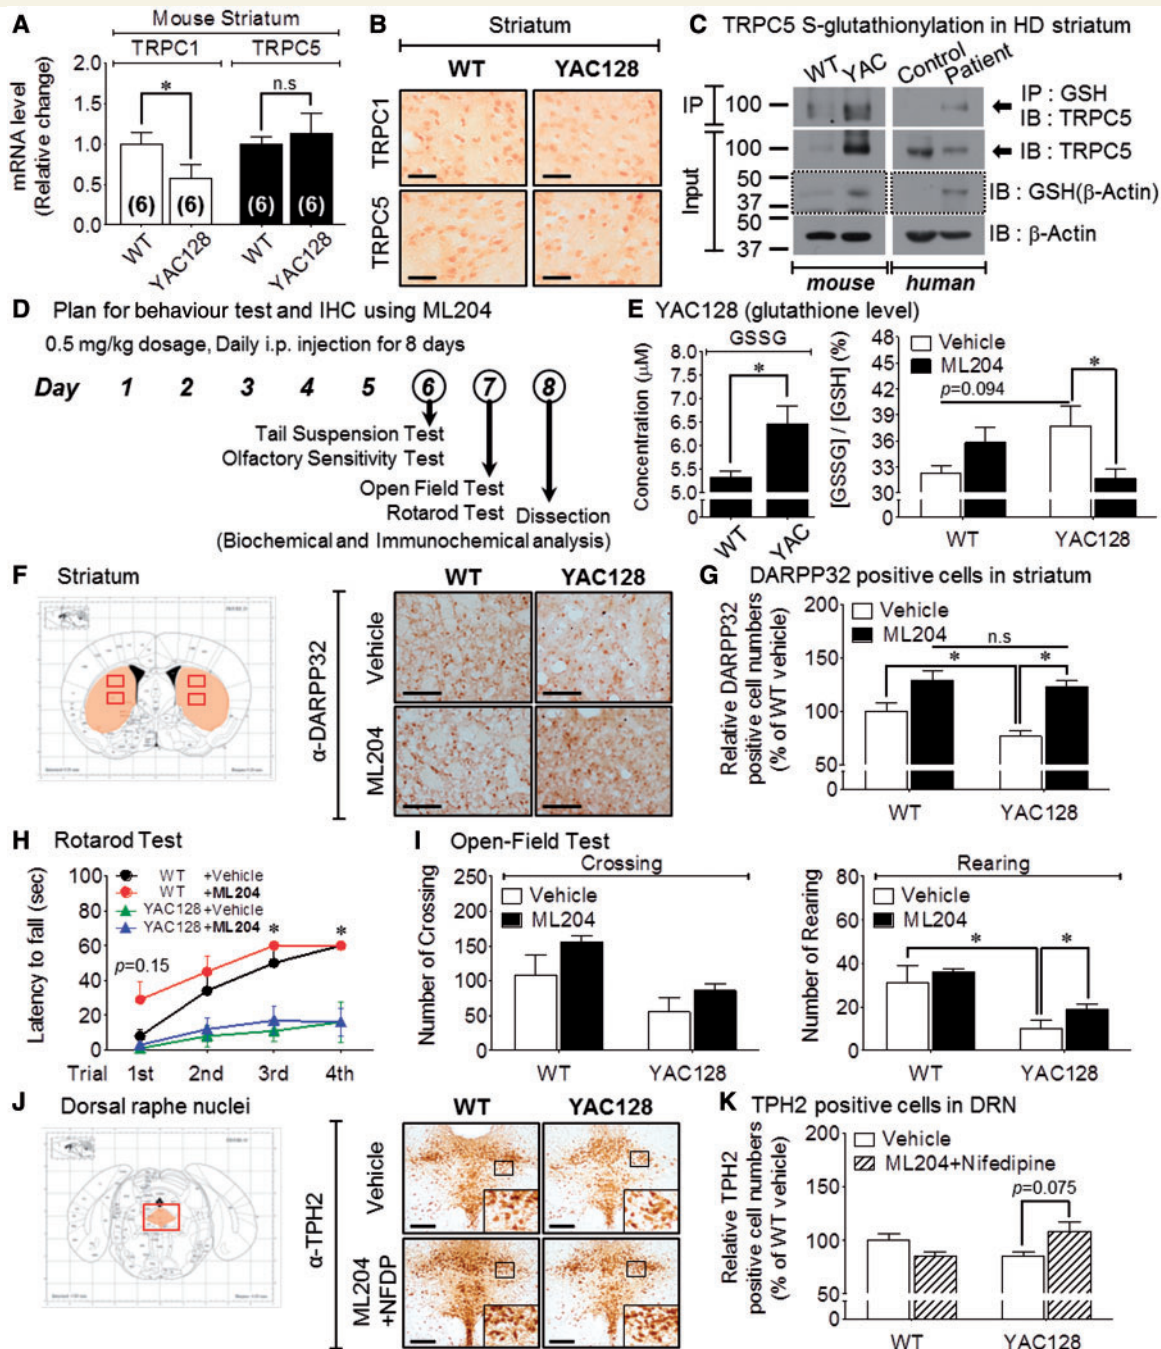 A
Mouse Striatum
TRPC1 TRPC5
mRNA level
(Relative change)
2.0
1.5
1.0
0.5
0.0
*
n.s
(6) (6) (6) (6)
WT YAC128 WT YAC128
B
Striatum
WT YAC128
TRPC1
TRPC5
C TRPC5 S-glutathionylation in HD striatum
WT YAC Control Patient
IP 100
IP : GSH
IB : TRPC5
Input
100 IB : TRPC5
50
37
IB : GSH(β-Actin)
50
37
IB : β-Actin
mouse human
D Plan for behaviour test and IHC using ML204
0.5 mg/kg dosage, Daily i.p. injection for 8 days
Day 1 2 3 4 5 6 7 8
Tail Suspension Test
Olfactory Sensitivity Test
Open Field Test
Rotarod Test
Dissection
(Biochemical and Immunochemical analysis)
E YAC128 (glutathione level)
Concentration (μM)
8.0
7.5
7.0
6.5
6.0
5.5
5.0
0
GSSG
*
WT YAC
[GSSG] / [GSH] (%)
48
45
42
39
36
33
30
0
Vehicle
ML204
p=0.094
*
WT YAC128
F Striatum
α-DARPP32
WT YAC128
Vehicle
ML204
G DARPP32 positive cells in striatum
Relative DARPP32
positive cell numbers
(% of WT vehicle)
200
150
100
50
0
Vehicle
ML204
n.s
* *
WT YAC128
H Rotarod Test
Latency to fall (sec)
100
80
60
40
20
0
WT +Vehicle
WT +ML204
YAC128 +Vehicle
YAC128 +ML204
p=0.15
* *
Trial 1st 2nd 3rd 4th
I Open-Field Test
Crossing
Number of Crossing
250
200
150
100
50
0
Vehicle
ML204
WT YAC128
Rearing
Number of Rearing
80
60
40
20
0
Vehicle
ML204
* *
WT YAC128
J Dorsal raphe nuclei
α-TPH2
WT YAC128
Vehicle
ML204
+NFDP
K TPH2 positive cells in DRN
Relative TPH2
positive cell numbers
(% of WT vehicle)
200
150
100
50
0
Vehicle
ML204+Nifedipine
p=0.075
WT YAC128